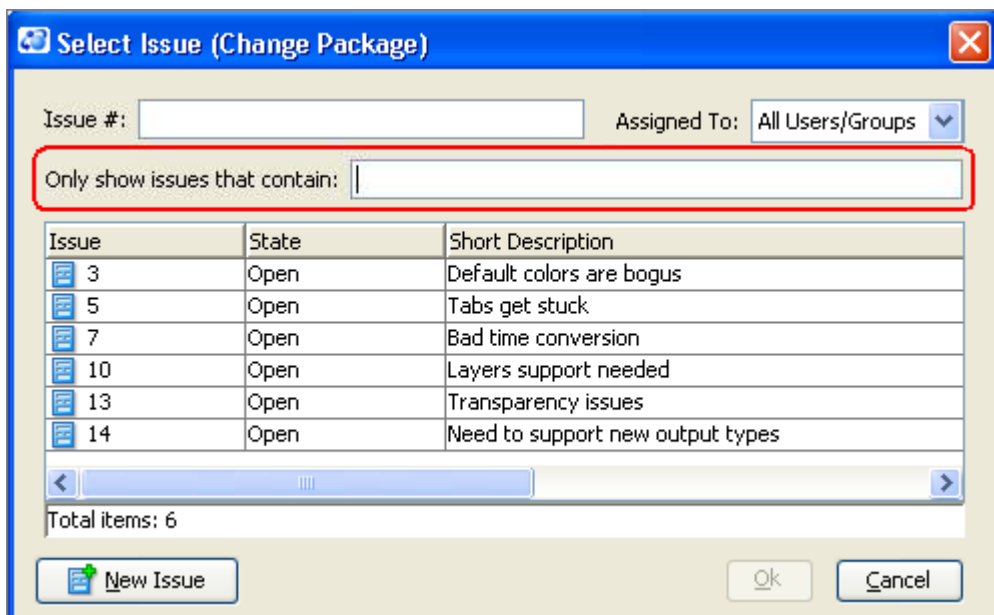 Select Issue (Change Package)
Issue #: Assigned To: All Users/Groups
Only show issues that contain:
Issue State Short Description
3 Open Default colors are bogus
5 Open Tabs get stuck
7 Open Bad time conversion
10 Open Layers support needed
13 Open Transparency issues
14 Open Need to support new output types
Total items: 6
New Issue Ok Cancel